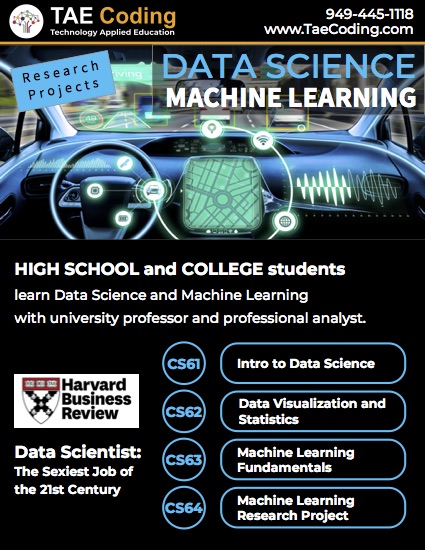 TAE Coding
Technology Applied Education
949-445-1118
www.TaeCoding.com
Research
Projects
DATA SCIENCE
MACHINE LEARNING
HIGH SCHOOL and COLLEGE students
learn Data Science and Machine Learning
with university professor and professional analyst.
CS61
Intro to Data Science
CS62
Data Visualization and
Statistics
CS63
Machine Learning
Fundamentals
CS64
Machine Learning
Research Project
Harvard
Business
Review
Data Scientist:
The Sexiest Job of
the 21st Century